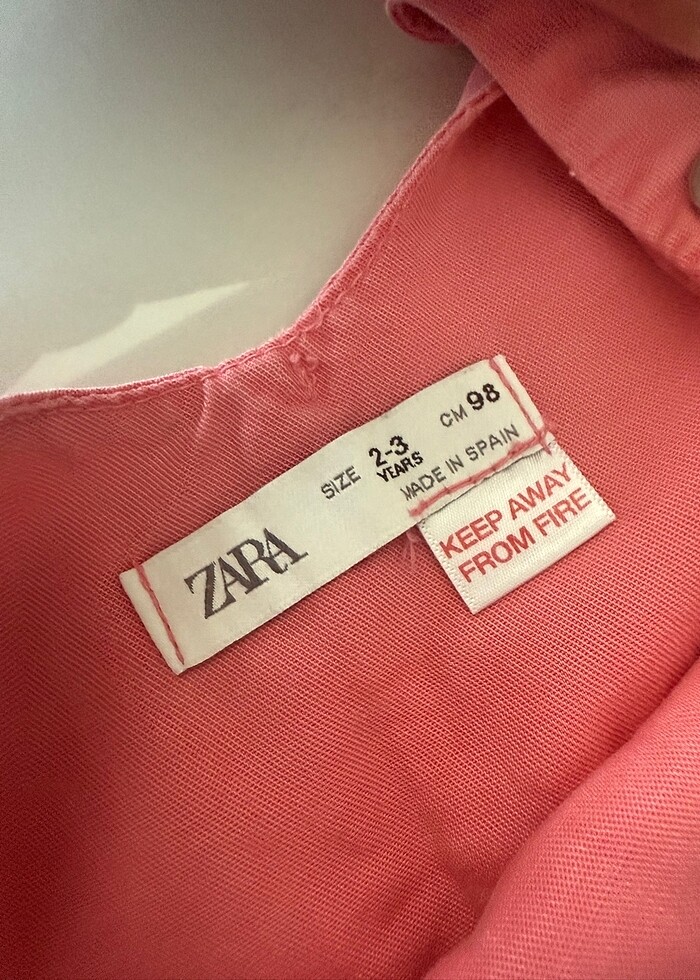 ZARA
SIZE 2-3 YEARS CM 98
MADE IN SPAIN
KEEP AWAY
FROM FIRE